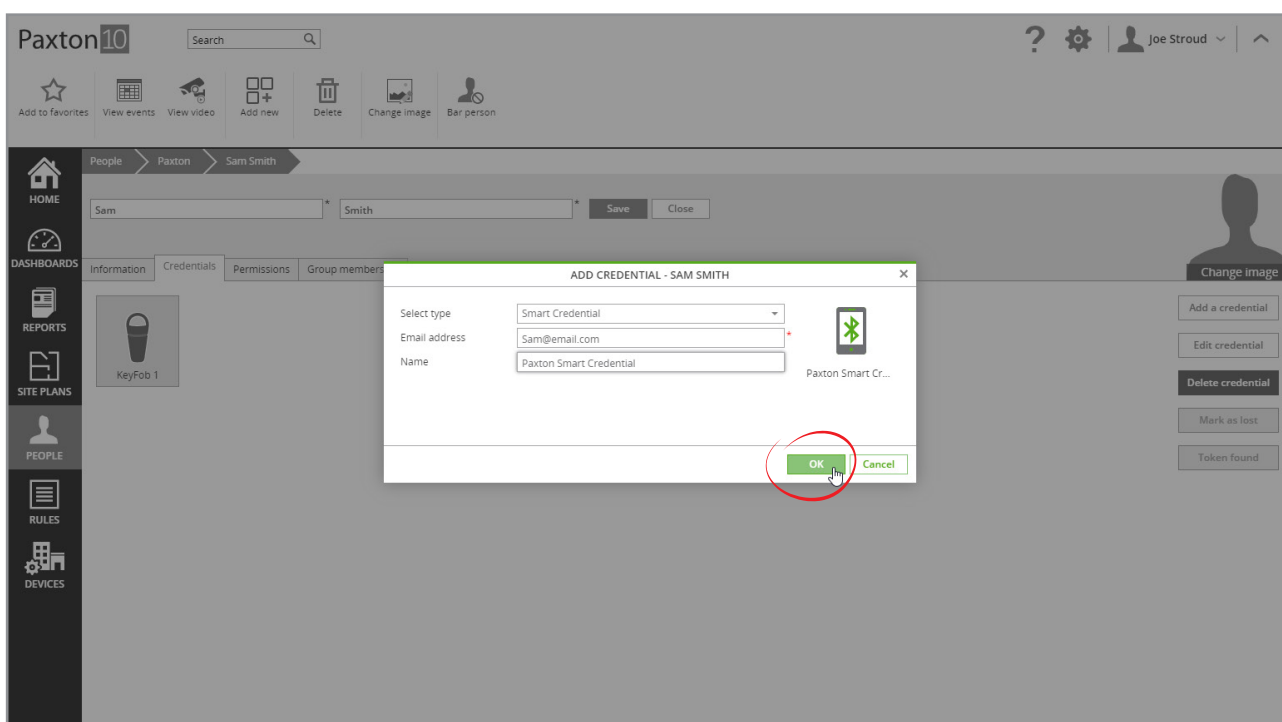 Paxton 10
Search
Joe Stroud
Add to favorites
View events
View video
Add new
Delete
Change image
Bar person
HOME
DASHBOARDS
REPORTS
SITE PLANS
PEOPLE
RULES
DEVICES
People
Paxton
Sam Smith
Sam *
Smith *
Save
Close
Change image
Information
Credentials
Permissions
Group members
KeyFob 1
ADD CREDENTIAL - SAM SMITH
Select type
Smart Credential
Email address
Sam@email.com *
Name
Paxton Smart Credential
Paxton Smart Cr...
OK
Cancel
Add a credential
Edit credential
Delete credential
Mark as lost
Token found